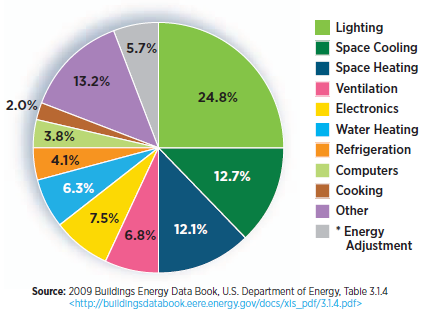 5.7%
Lighting
Space Cooling
13.2%
Space Heating
24.8%
Ventilation
2.0%
Electronics
3.8%
Water Heating
4.1%
Refrigeration
12.7%
Computers
6.3%
Cooking
7.5%
6.8%
12.1%
Other
* Energy
Adjustment
Source: 2009 Buildings Energy Data Book, U.S. Department of Energy, Table 3.1.4
<http://buildingsdatabook.eere.energy.gov/docs/xls_pdf/3.1.4.pdf>